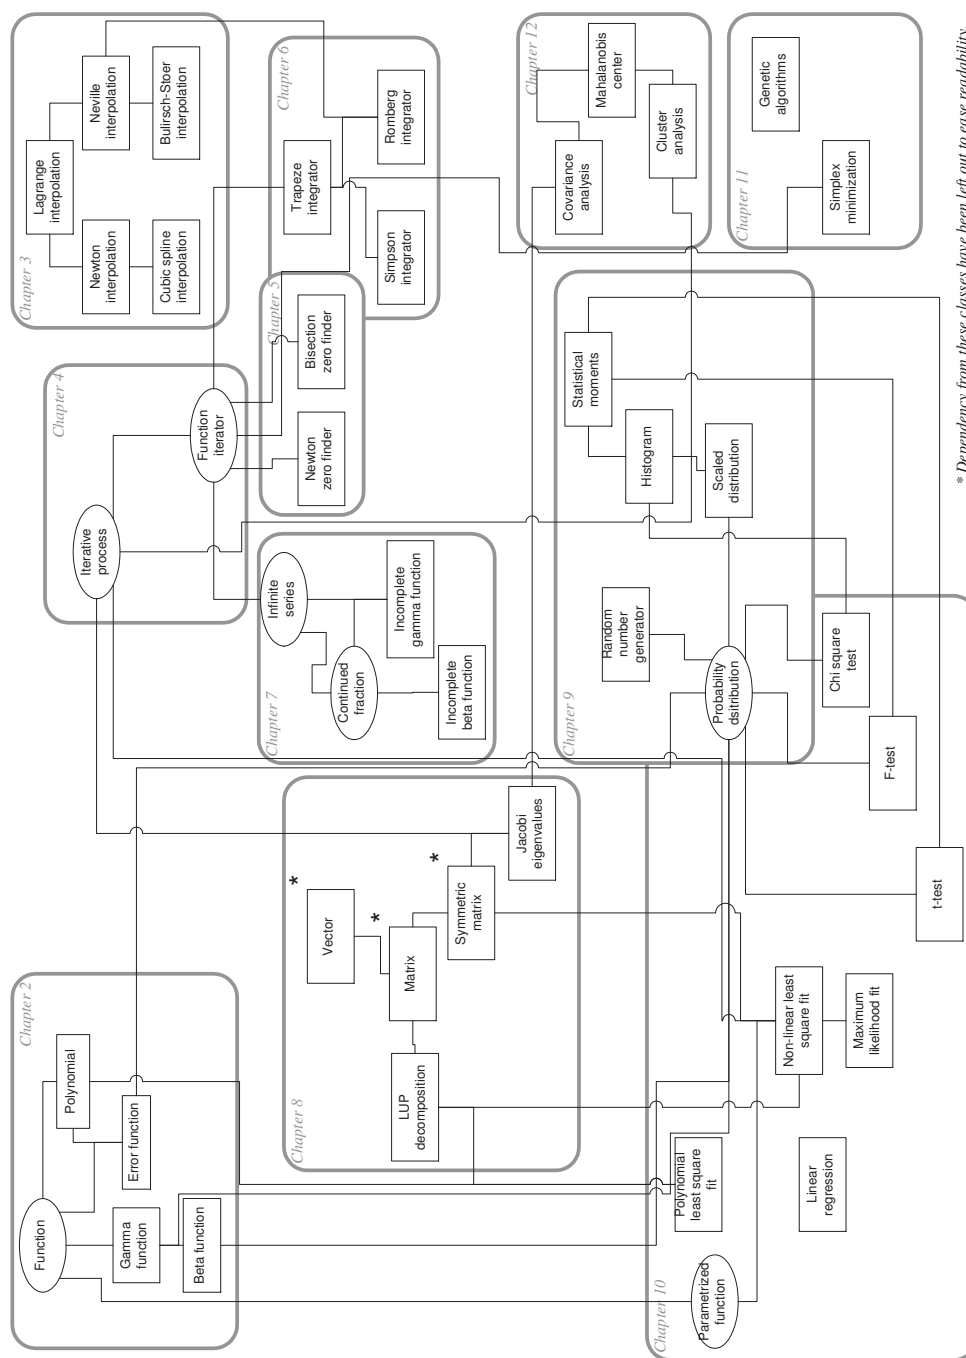 Chapter 2
Function
Polynomial
Gamma
function
Error function
Beta function
Chapter 4
Iterative
process
Function
iterator
Chapter 3
Lagrange
interpolation
Newton
interpolation
Neville
interpolation
Cubic spline
interpolation
Bulirsch-Stoer
interpolation
Chapter 8
*
Vector
*
Matrix
*
LUP
decomposition
Symmetric
matrix
Jacobi
eigenvalues
Chapter 7
Infinite
series
Continued
fraction
Incomplete
gamma function
Incomplete
beta function
Chapter 5
Newton
zero finder
Bisection
zero finder
Chapter 6
Trapeze
integrator
Simpson
integrator
Romberg
integrator
Chapter 12
Covariance
analysis
Mahalanobis
center
Cluster
analysis
Chapter 9
Statistical
moments
Random
number
generator
Histogram
Probability
dsitribution
Scaled
distribution
Chapter 11
Genetic
algorithms
Simplex
minimization
Chapter 10
Parametrized
function
Polynomial
least square
fit
Linear
regression
Non-linear least
square fit
Maximum
likelihood fit
Chi square
test
F-test
t-test
* Dependency from these classes have been left out to ease readability.